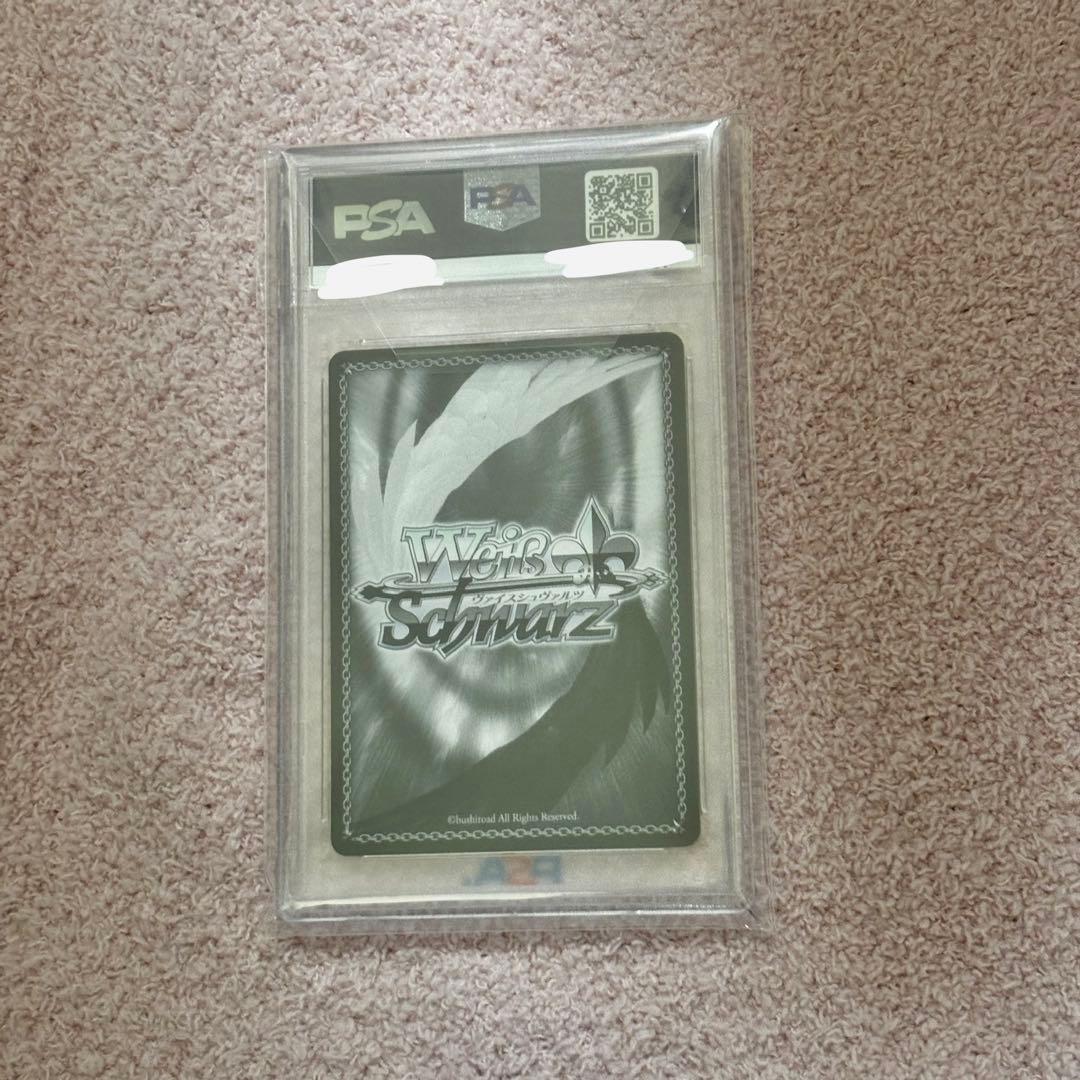 PSA
PSA
Weiß
ヴァイスシュヴァルツ
Schwarz
©bushiroad All Rights Reserved.
PSA